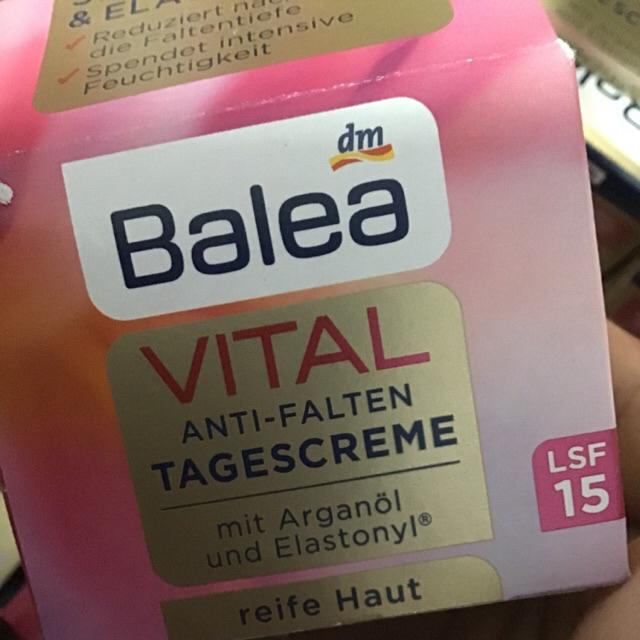 & ELA
✓ Reduziert nach
die Faltentiefe
✓ Spendet intensive
Feuchtigkeit
dm
Balea
VITAL
ANTI-FALTEN
TAGESCREME
mit Arganöl
und Elastonyl®
LSF
15
reife Haut